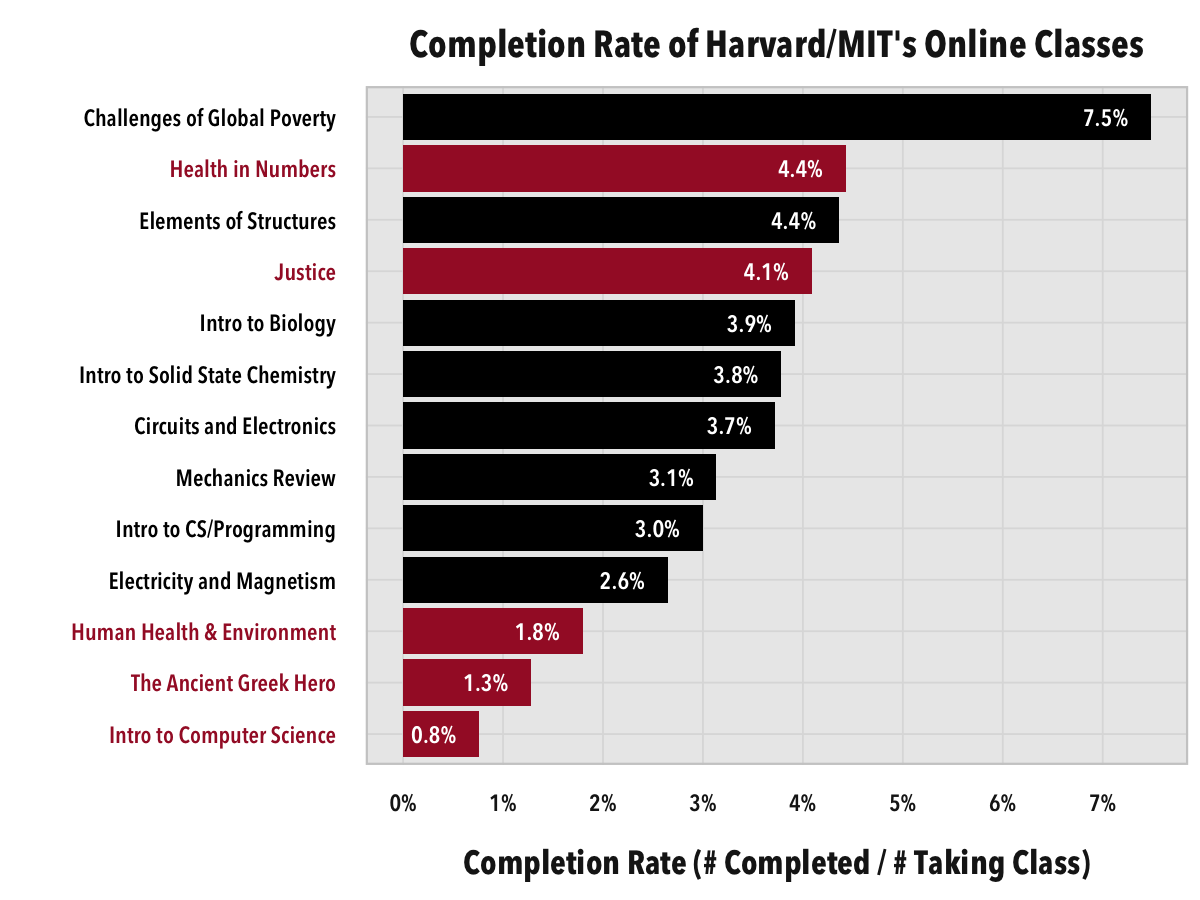 Completion Rate of Harvard/MIT's Online Classes
Challenges of Global Poverty 7.5%
Health in Numbers 4.4%
Elements of Structures 4.4%
Justice 4.1%
Intro to Biology 3.9%
Intro to Solid State Chemistry 3.8%
Circuits and Electronics 3.7%
Mechanics Review 3.1%
Intro to CS/Programming 3.0%
Electricity and Magnetism 2.6%
Human Health & Environment 1.8%
The Ancient Greek Hero 1.3%
Intro to Computer Science 0.8%
0% 1% 2% 3% 4% 5% 6% 7%
Completion Rate (# Completed / # Taking Class)